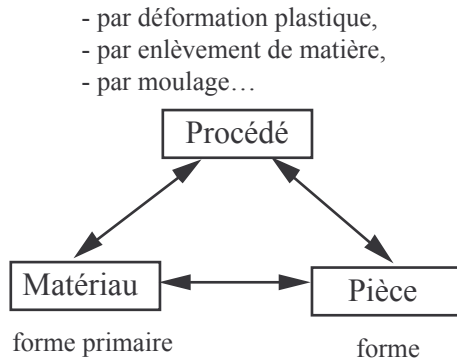 - par déformation plastique,
- par enlèvement de matière,
- par moulage…
Procédé
Matériau
Pièce
forme primaire
forme